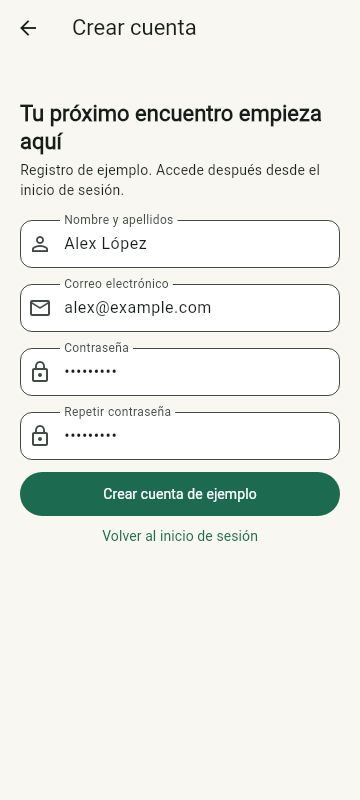 Crear cuenta
Tu próximo encuentro empieza
aquí
Registro de ejemplo. Accede después desde el
inicio de sesión.
Nombre y apellidos
Alex López
Correo electrónico
alex@example.com
Contraseña
•••••••••
Repetir contraseña
•••••••••
Crear cuenta de ejemplo
Volver al inicio de sesión